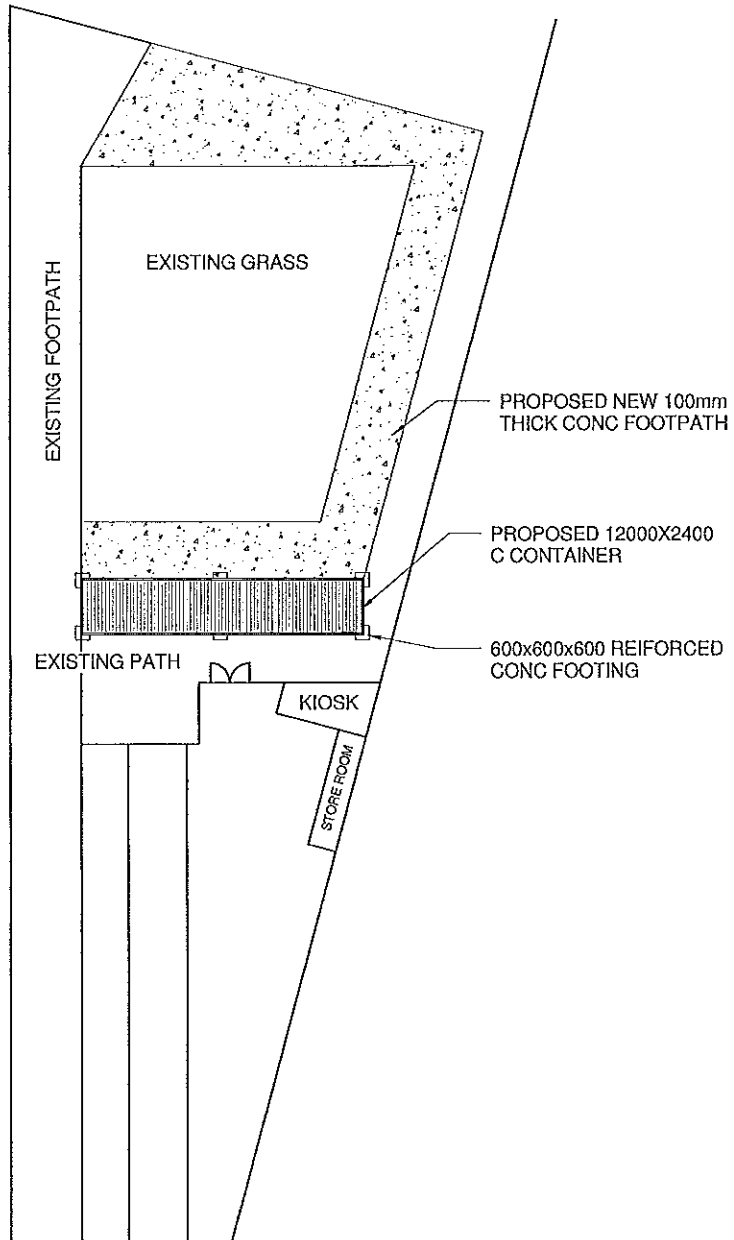 EXISTING GRASS
EXISTING FOOTPATH
PROPOSED NEW 100mm
THICK CONC FOOTPATH
PROPOSED 12000X2400
C CONTAINER
600x600x600 REIFORCED
CONC FOOTING
EXISTING PATH
KIOSK
STORE ROOM